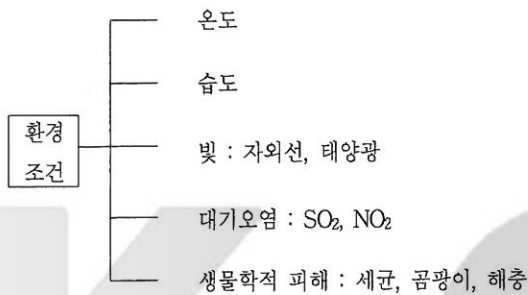 온도
습도
환경
조건
빛 : 자외선, 태양광
대기오염 : SO₂, NO₂
생물학적 피해 : 세균, 곰팡이, 해충